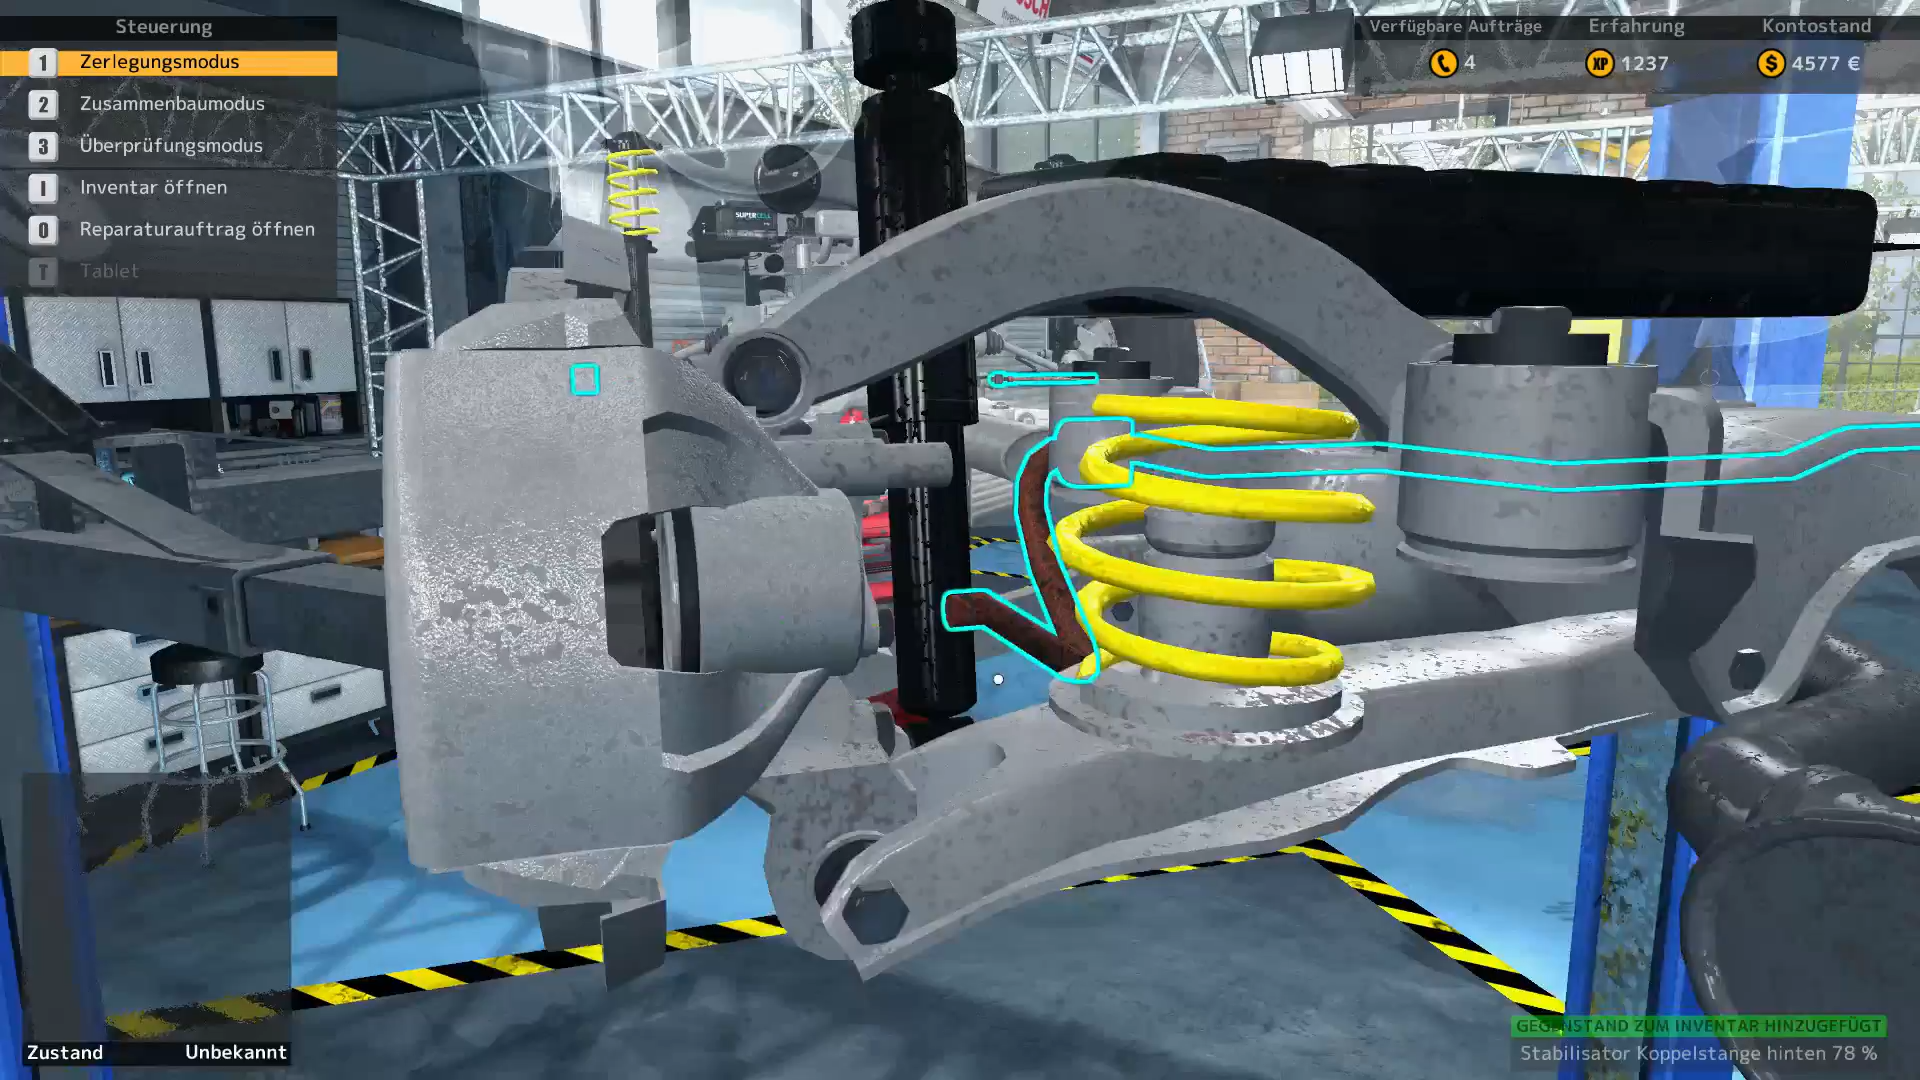 Steuerung
1 Zerlegungsmodus
2 Zusammenbaumodus
3 Überprüfungsmodus
I Inventar öffnen
O Reparaturauftrag öffnen
T Tablet
Verfügbare Aufträge Erfahrung Kontostand
4 XP 1237 $ 4577 €
SUPERCELL
Zustand Unbekannt
GEGENSTAND ZUM INVENTAR HINZUGEFÜGT
Stabilisator Koppelstange hinten 78 %